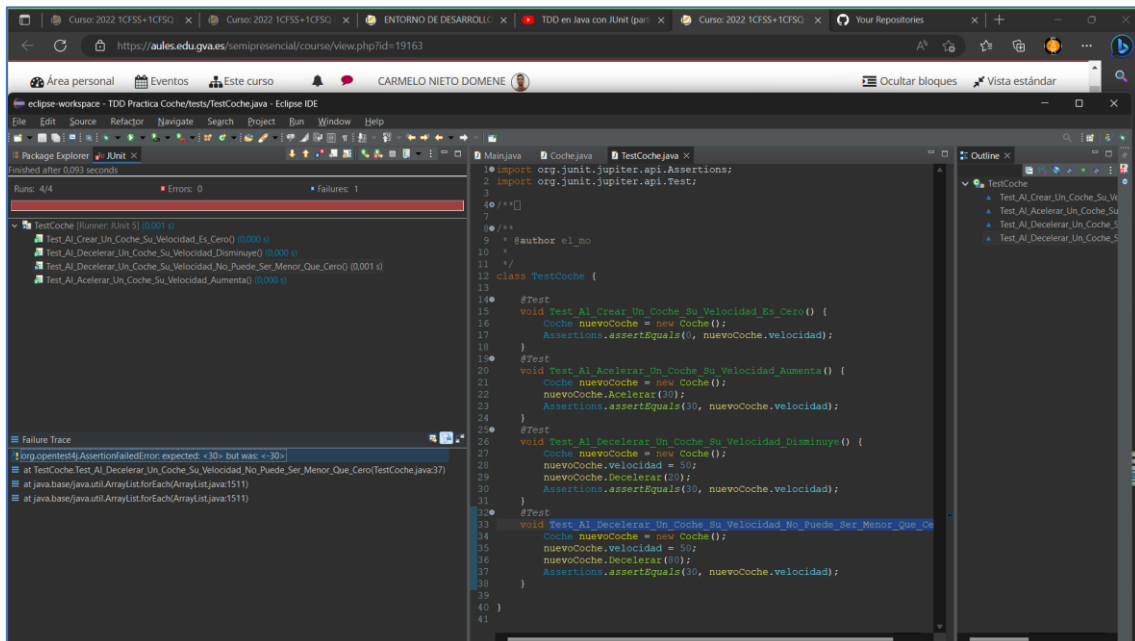 Curso: 2022 1CFSS+1CFSQ
Curso: 2022 1CFSS+1CFSQ
ENTORNO DE DESARROLLO
TDD en Java con JUnit (part
Curso: 2022 1CFSS+1CFSQ
Your Repositories
https://aules.edu.gva.es/semipresencial/course/view.php?id=19163
Área personal Eventos Este curso CARMELO NIETO DOMENE Ocultar bloques Vista estándar
eclipse-workspace - TDD Practica Coche/tests/TestCoche.java - Eclipse IDE
File Edit Source Refactor Navigate Search Project Run Window Help
Package Explorer JUnit
Finished after 0,093 seconds
Runs: 4/4 Errors: 0 Failures: 1
TestCoche [Runner: JUnit 5] (0,001 s)
Test_Al_Crear_Un_Coche_Su_Velocidad_Es_Cero() (0,000 s)
Test_Al_Decelerar_Un_Coche_Su_Velocidad_Disminuye() (0,000 s)
Test_Al_Decelerar_Un_Coche_Su_Velocidad_No_Puede_Ser_Menor_Que_Cero() (0,001 s)
Test_Al_Acelerar_Un_Coche_Su_Velocidad_Aumenta() (0,000 s)
Failure Trace
org.opentest4j.AssertionFailedError: expected: <30> but was: <-30>
at TestCoche.Test_Al_Decelerar_Un_Coche_Su_Velocidad_No_Puede_Ser_Menor_Que_Cero(TestCoche.java:37)
at java.base/java.util.ArrayList.forEach(ArrayList.java:1511)
at java.base/java.util.ArrayList.forEach(ArrayList.java:1511)
Main.java Coche.java TestCoche.java
1 import org.junit.jupiter.api.Assertions;
2 import org.junit.jupiter.api.Test;
3
4 /**
7
8 /**
9 * @author el_mo
10 *
11 */
12 class TestCoche {
13
14 @Test
15 void Test_Al_Crear_Un_Coche_Su_Velocidad_Es_Cero() {
16 Coche nuevoCoche = new Coche();
17 Assertions.assertEquals(0, nuevoCoche.velocidad);
18 }
19 @Test
20 void Test_Al_Acelerar_Un_Coche_Su_Velocidad_Aumenta() {
21 Coche nuevoCoche = new Coche();
22 nuevoCoche.Acelerar(30);
23 Assertions.assertEquals(30, nuevoCoche.velocidad);
24 }
25 @Test
26 void Test_Al_Decelerar_Un_Coche_Su_Velocidad_Disminuye() {
27 Coche nuevoCoche = new Coche();
28 nuevoCoche.velocidad = 50;
29 nuevoCoche.Decelerar(20);
30 Assertions.assertEquals(30, nuevoCoche.velocidad);
31 }
32 @Test
33 void Test_Al_Decelerar_Un_Coche_Su_Velocidad_No_Puede_Ser_Menor_Que_Ce
34 Coche nuevoCoche = new Coche();
35 nuevoCoche.velocidad = 50;
36 nuevoCoche.Decelerar(80);
37 Assertions.assertEquals(30, nuevoCoche.velocidad);
38 }
39
40 }
41
Outline
TestCoche
Test_Al_Crear_Un_Coche_Su_Ve
Test_Al_Acelerar_Un_Coche_Su
Test_Al_Decelerar_Un_Coche_S
Test_Al_Decelerar_Un_Coche_S